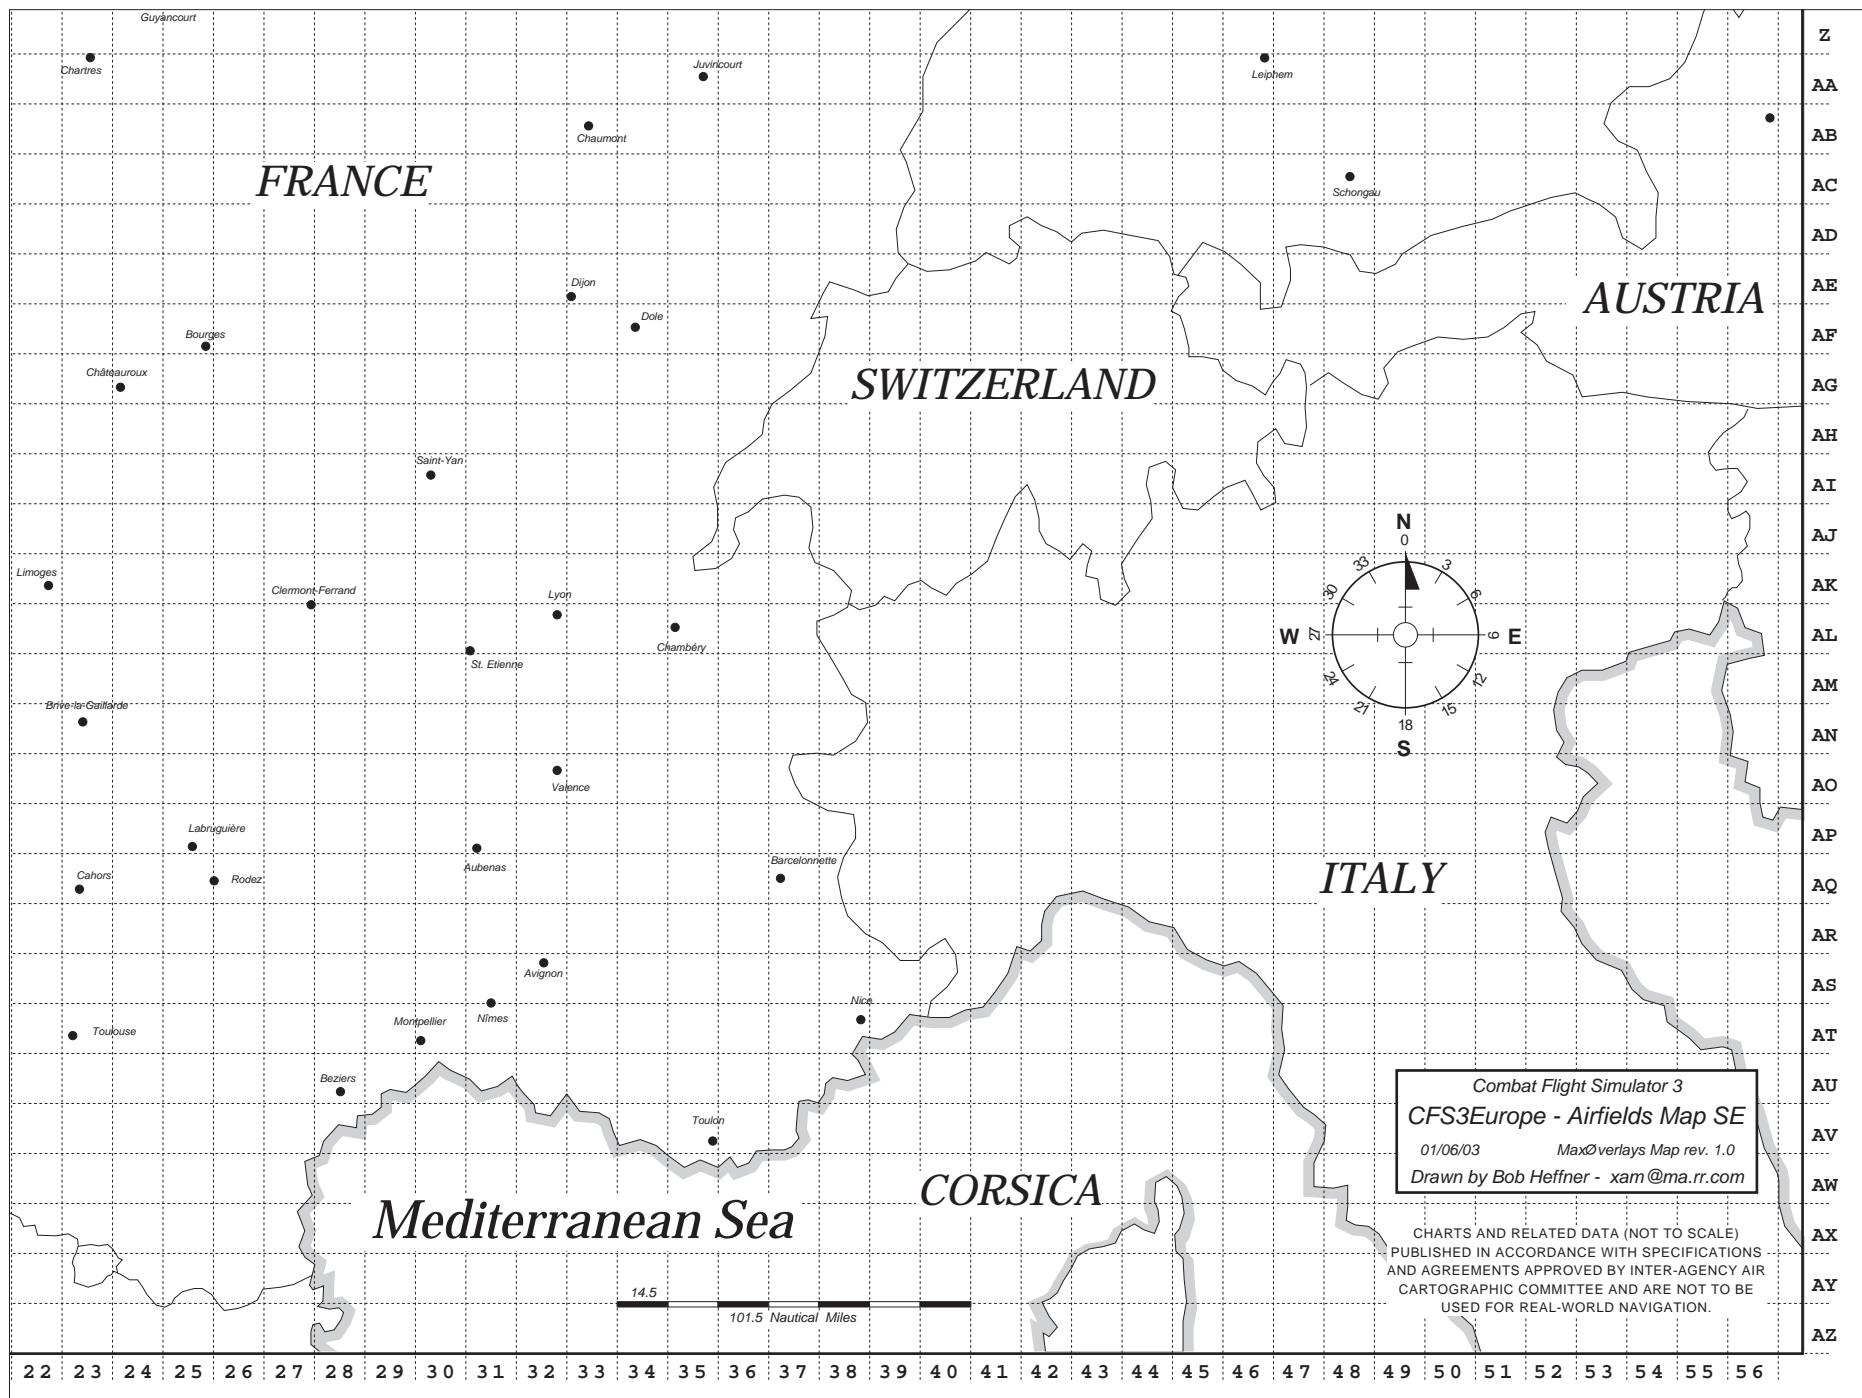 Guyancourt
Z
Chartres
Juvincourt
Leiphem
AA
Chaumont
AB
FRANCE
Schongau
AC
AD
Dijon
AE
AUSTRIA
Dole
Bourges
AF
Châteauroux
SWITZERLAND
AG
AH
Saint-Yan
AI
N
0
AJ
33
3
Limoges
Clermont-Ferrand
Lyon
30
6
AK
W
27
9
E
AL
Chambéry
St. Etienne
24
12
AM
Brive-la-Gaillarde
21
15
18
AN
S
Valence
AO
Labruguière
AP
Aubenas
Barcelonnette
Cahors
Rodez
ITALY
AQ
AR
Avignon
AS
Nice
Nîmes
Montpellier
Toulouse
AT
Beziers
AU
Combat Flight Simulator 3
CFS3Europe - Airfields Map SE
Toulon
AV
01/06/03 MaxØverlays Map rev. 1.0
Drawn by Bob Heffner - xam@ma.rr.com
AW
CORSICA
Mediterranean Sea
AX
CHARTS AND RELATED DATA (NOT TO SCALE)
PUBLISHED IN ACCORDANCE WITH SPECIFICATIONS
AND AGREEMENTS APPROVED BY INTER-AGENCY AIR
CARTOGRAPHIC COMMITTEE AND ARE NOT TO BE
USED FOR REAL-WORLD NAVIGATION.
AY
14.5
101.5 Nautical Miles
AZ
22 23 24 25 26 27 28 29 30 31 32 33 34 35 36 37 38 39 40 41 42 43 44 45 46 47 48 49 50 51 52 53 54 55 56